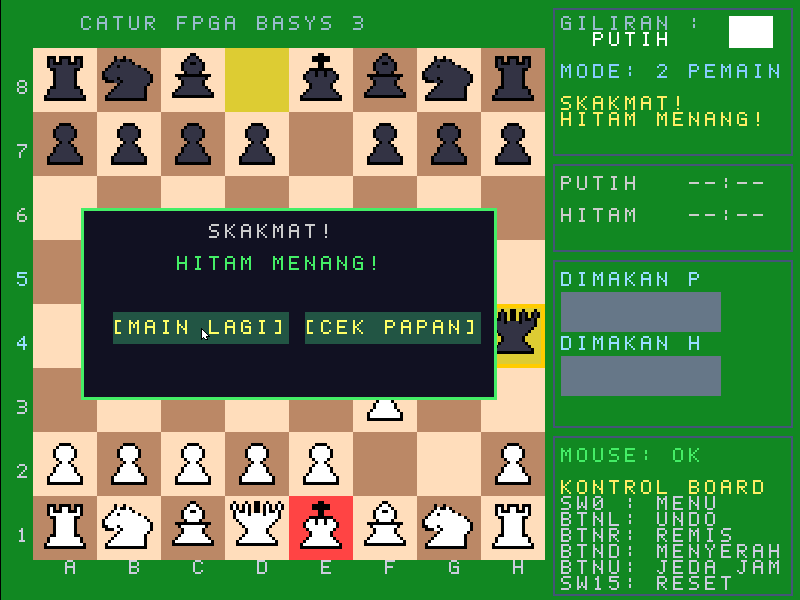 CATUR FPGA BASYS 3
8
7
6
5
4
3
2
1
A B C D E F G H
SKAKMAT!
HITAM MENANG!
[MAIN LAGI] [CEK PAPAN]
GILIRAN :
PUTIH
MODE: 2 PEMAIN
SKAKMAT!
HITAM MENANG!
PUTIH --:--
HITAM --:--
DIMAKAN P
DIMAKAN H
MOUSE: OK
KONTROL BOARD
SW0 : MENU
BTNL: UNDO
BTNR: REMIS
BTND: MENYERAH
BTNU: JEDA JAM
SW15: RESET